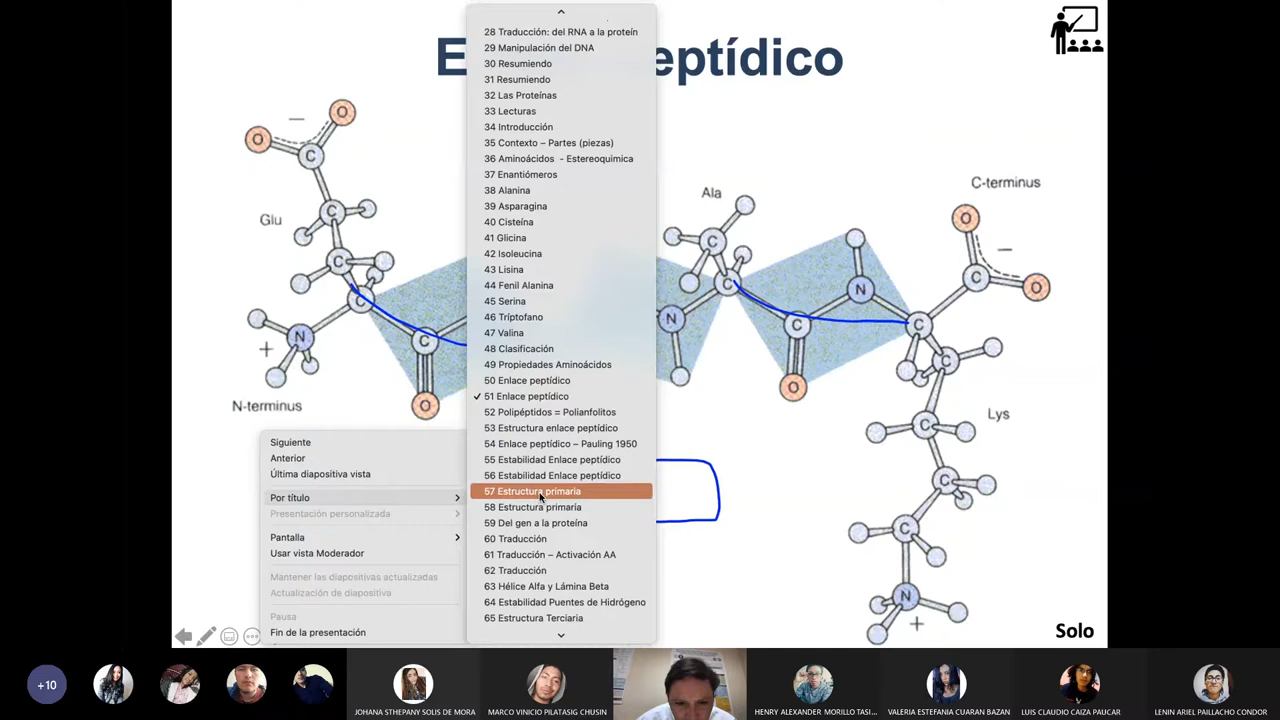 E eptídico
28 Traducción: del RNA a la proteín
29 Manipulación del DNA
30 Resumiendo
31 Resumiendo
32 Las Proteínas
33 Lecturas
34 Introducción
35 Contexto – Partes (piezas)
36 Aminoácidos - Estereoquimica
37 Enantiómeros
38 Alanina
39 Asparagina
40 Cisteína
41 Glicina
42 Isoleucina
43 Lisina
44 Fenil Alanina
45 Serina
46 Tríptofano
47 Valina
48 Clasificación
49 Propiedades Aminoácidos
50 Enlace peptídico
✓ 51 Enlace peptídico
52 Polipéptidos = Polianfolitos
53 Estructura enlace peptídico
54 Enlace peptídico – Pauling 1950
55 Estabilidad Enlace peptídico
56 Estabilidad Enlace peptídico
57 Estructura primaria
58 Estructura primaria
59 Del gen a la proteína
60 Traducción
61 Traducción – Activación AA
62 Traducción
63 Hélice Alfa y Lámina Beta
64 Estabilidad Puentes de Hidrógeno
65 Estructura Terciaria
Siguiente
Anterior
Última diapositiva vista
Por título
Presentación personalizada
Pantalla
Usar vista Moderador
Mantener las diapositivas actualizadas
Actualización de diapositiva
Pausa
Fin de la presentación
O O
–
C
Glu
C
C
C
N
+
C
O
N-terminus
Ala
C
C
N
C
O
N
C
C-terminus
O
–
C
O
C
Lys
C
C
C
N
+
Solo
+10
JOHANA STHEPANY SOLIS DE MORA
MARCO VINICIO PILATASIG CHUSIN
HENRY ALEXANDER MORILLO TASI...
VALERIA ESTEFANIA CUARAN BAZAN
LUIS CLAUDIO CAIZA PAUCAR
LENIN ARIEL PAILLACHO CONDOR